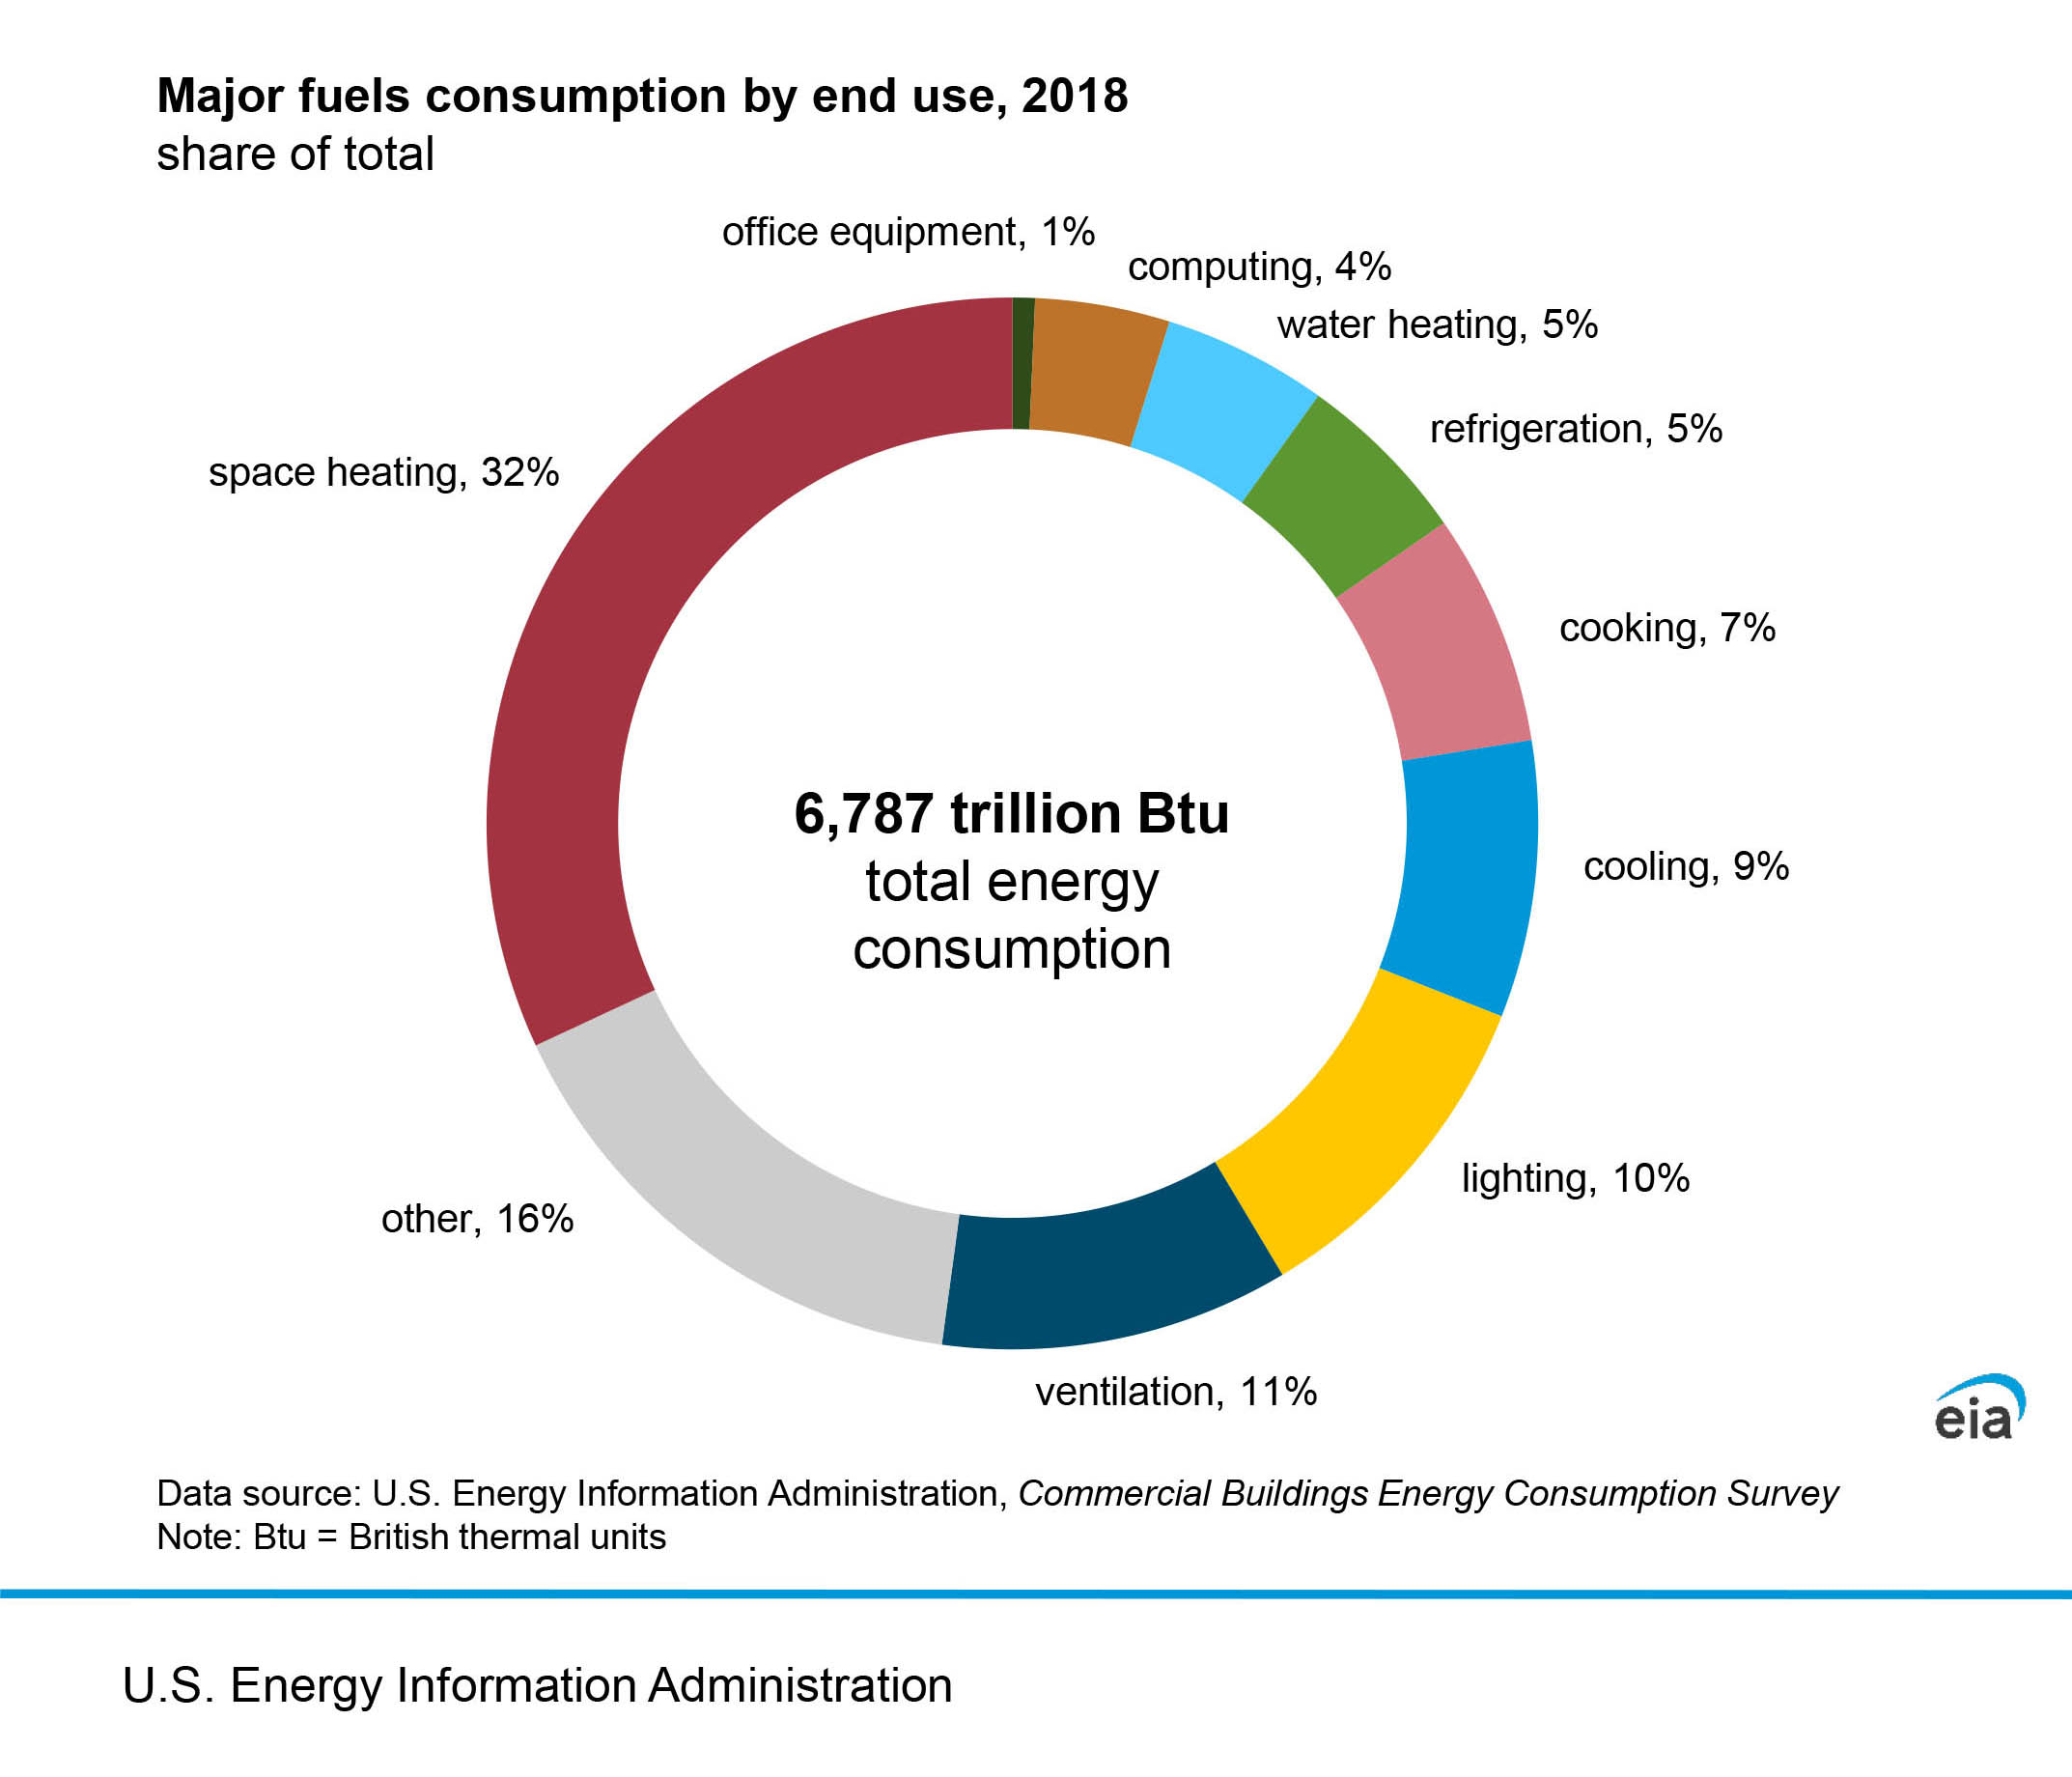 Major fuels consumption by end use, 2018
share of total
office equipment, 1%
computing, 4%
water heating, 5%
refrigeration, 5%
space heating, 32%
cooking, 7%
6,787 trillion Btu
total energy
consumption
cooling, 9%
lighting, 10%
other, 16%
ventilation, 11%
eia
Data source: U.S. Energy Information Administration, Commercial Buildings Energy Consumption Survey
Note: Btu = British thermal units
U.S. Energy Information Administration